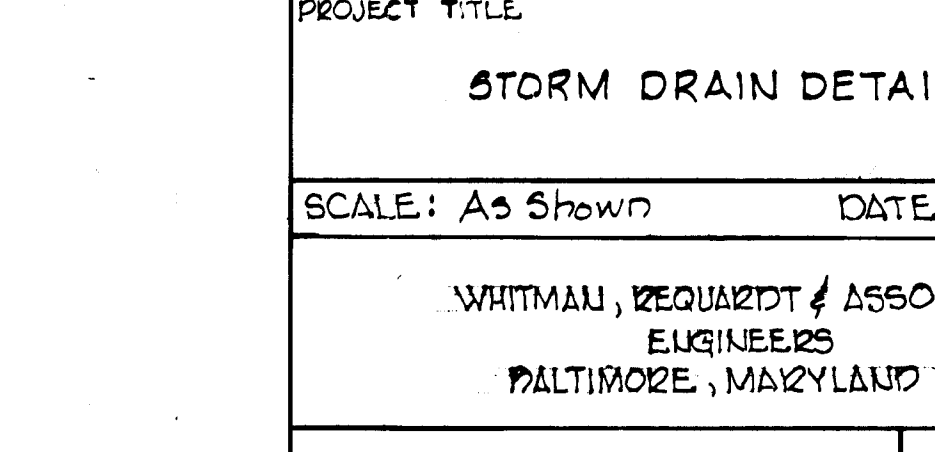 PROJECT TITLE
STORM DRAIN DETAI
SCALE: As Shown DATE
WHITMAN, REQUARDT & ASSO
ENGINEERS
BALTIMORE, MARYLAND